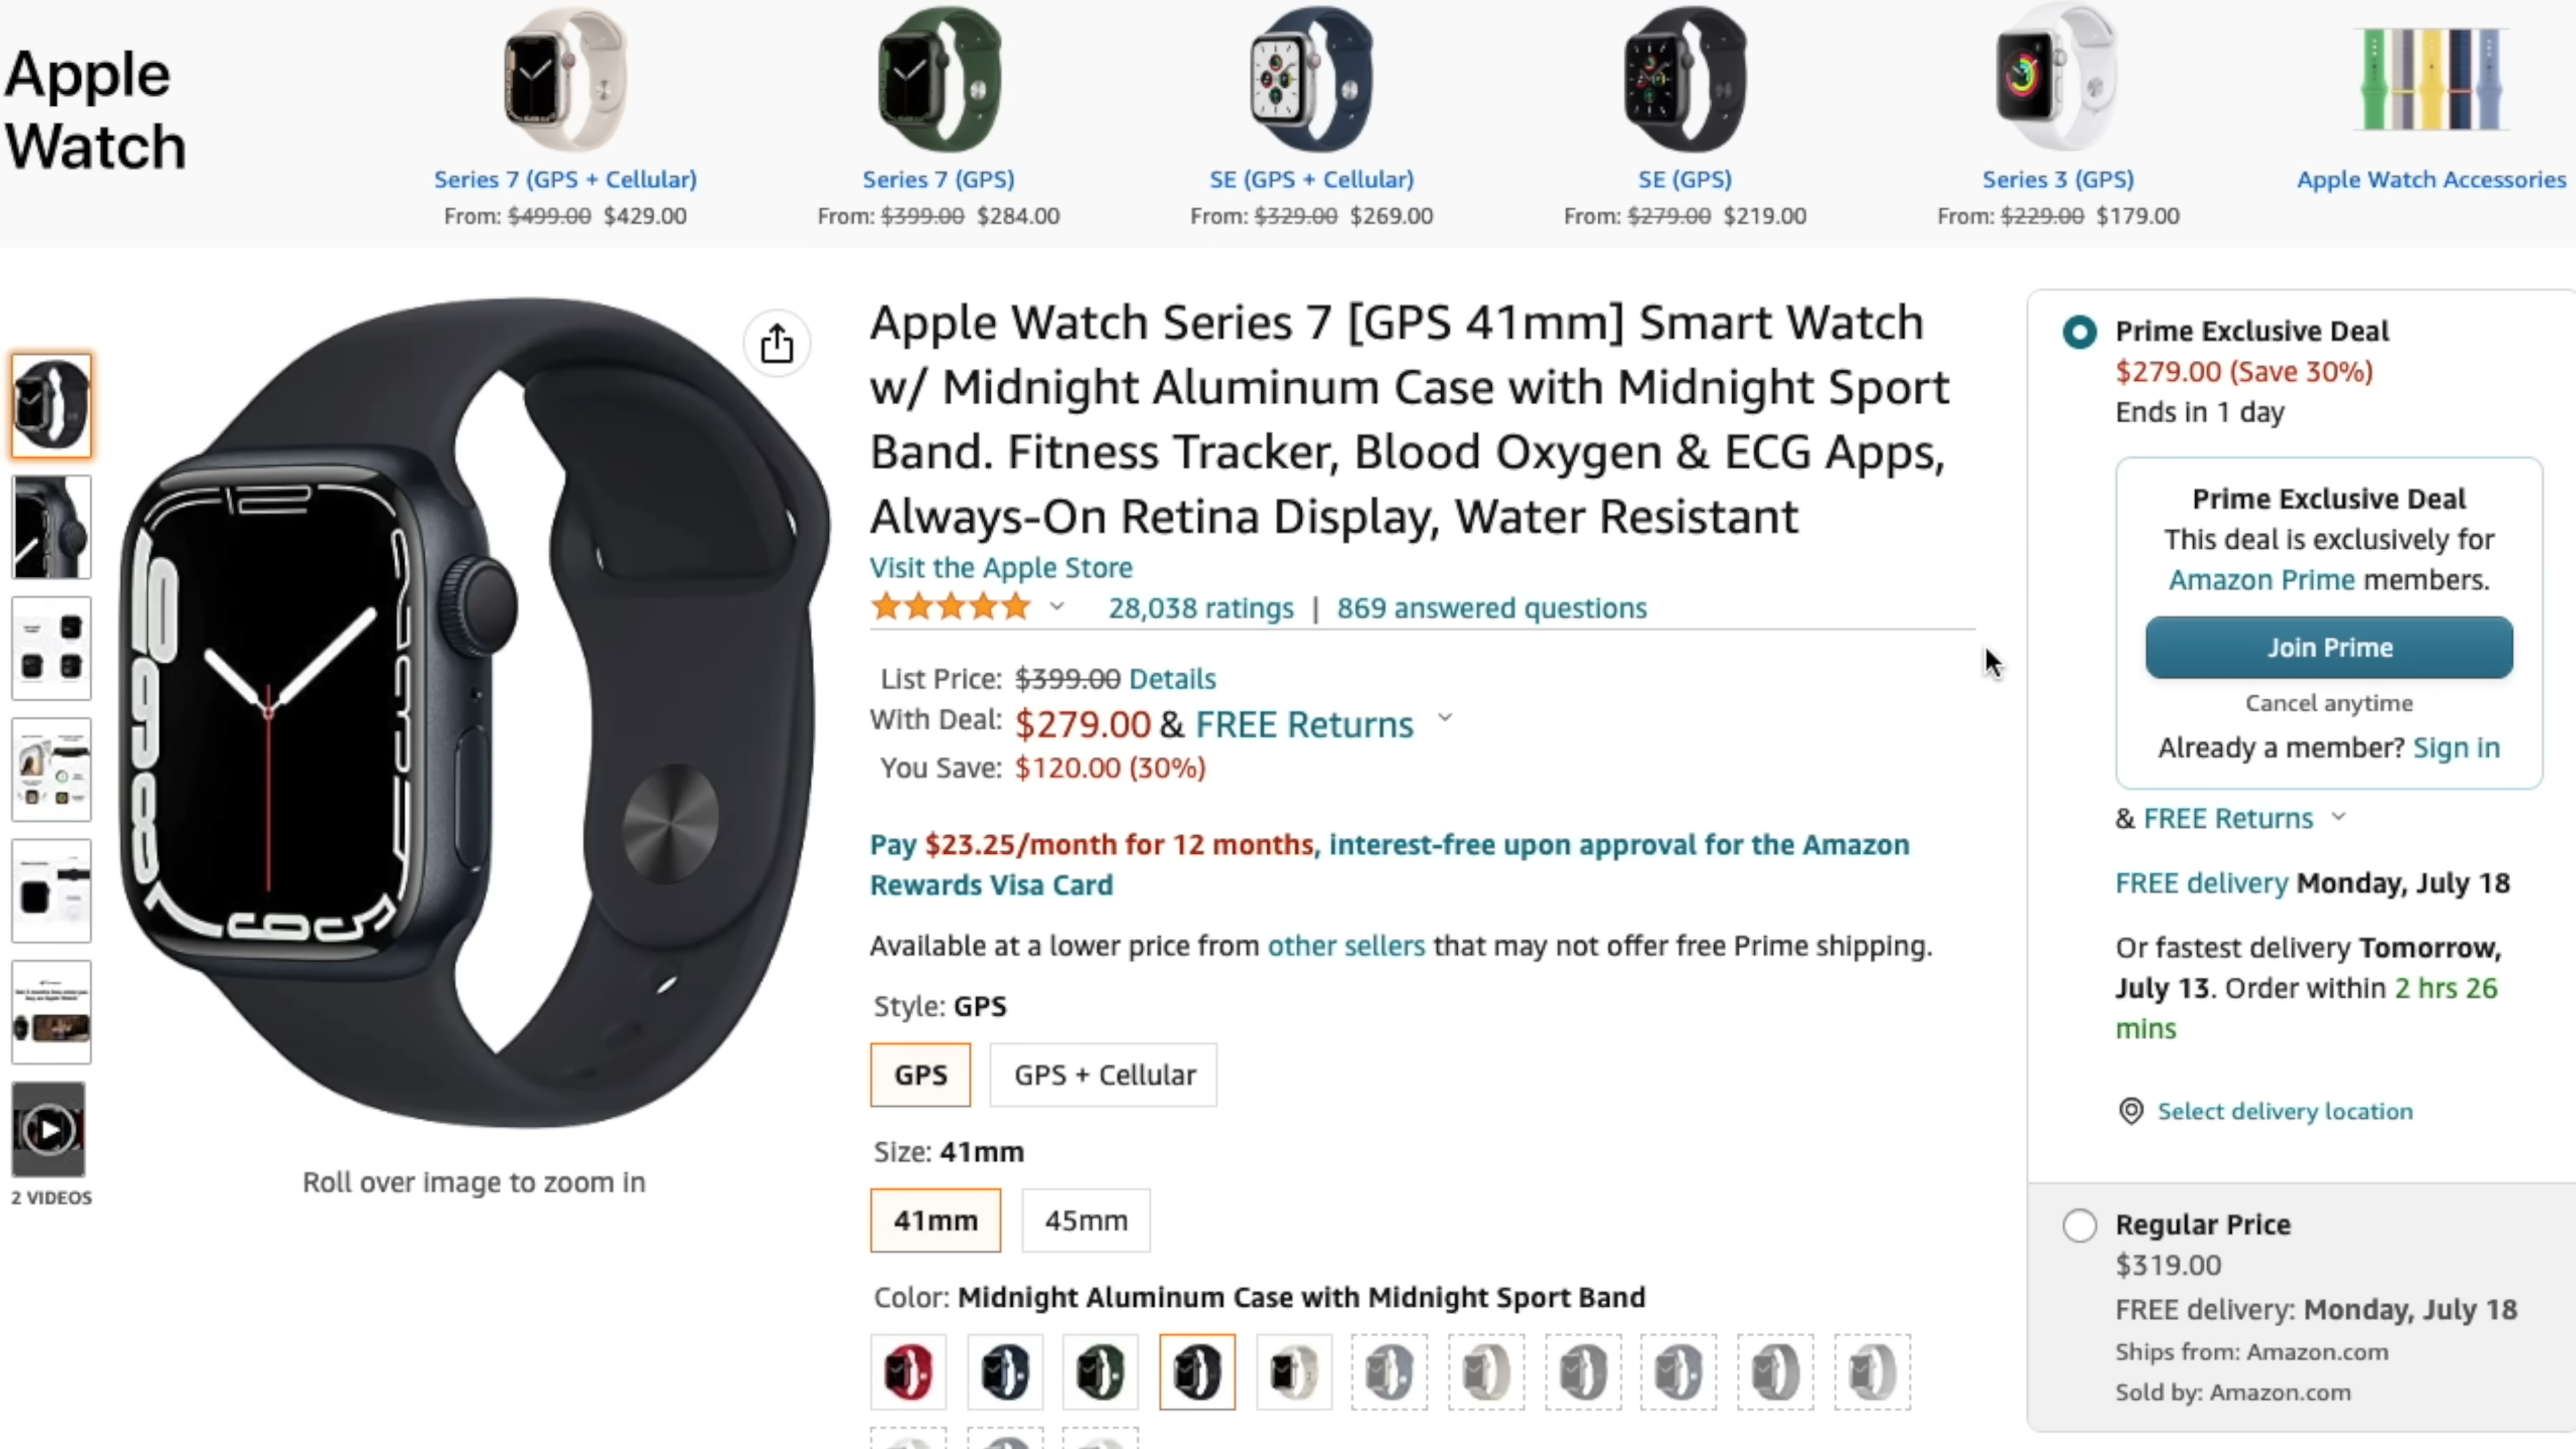 Apple
Watch
Series 7 (GPS + Cellular)
From: $499.00 $429.00
Series 7 (GPS)
From: $399.00 $284.00
SE (GPS + Cellular)
From: $329.00 $269.00
SE (GPS)
From: $279.00 $219.00
Series 3 (GPS)
From: $229.00 $179.00
Apple Watch Accessories
2 VIDEOS
12
10
9
8
7
6
5
Roll over image to zoom in
Apple Watch Series 7 [GPS 41mm] Smart Watch
w/ Midnight Aluminum Case with Midnight Sport
Band. Fitness Tracker, Blood Oxygen & ECG Apps,
Always-On Retina Display, Water Resistant
Visit the Apple Store
28,038 ratings | 869 answered questions
List Price: $399.00 Details
With Deal: $279.00 & FREE Returns
You Save: $120.00 (30%)
Pay $23.25/month for 12 months, interest-free upon approval for the Amazon
Rewards Visa Card
Available at a lower price from other sellers that may not offer free Prime shipping.
Style: GPS
GPS
GPS + Cellular
Size: 41mm
41mm
45mm
Color: Midnight Aluminum Case with Midnight Sport Band
Prime Exclusive Deal
$279.00 (Save 30%)
Ends in 1 day
Prime Exclusive Deal
This deal is exclusively for
Amazon Prime members.
Join Prime
Cancel anytime
Already a member? Sign in
& FREE Returns
FREE delivery Monday, July 18
Or fastest delivery Tomorrow,
July 13. Order within 2 hrs 26
mins
Select delivery location
Regular Price
$319.00
FREE delivery: Monday, July 18
Ships from: Amazon.com
Sold by: Amazon.com